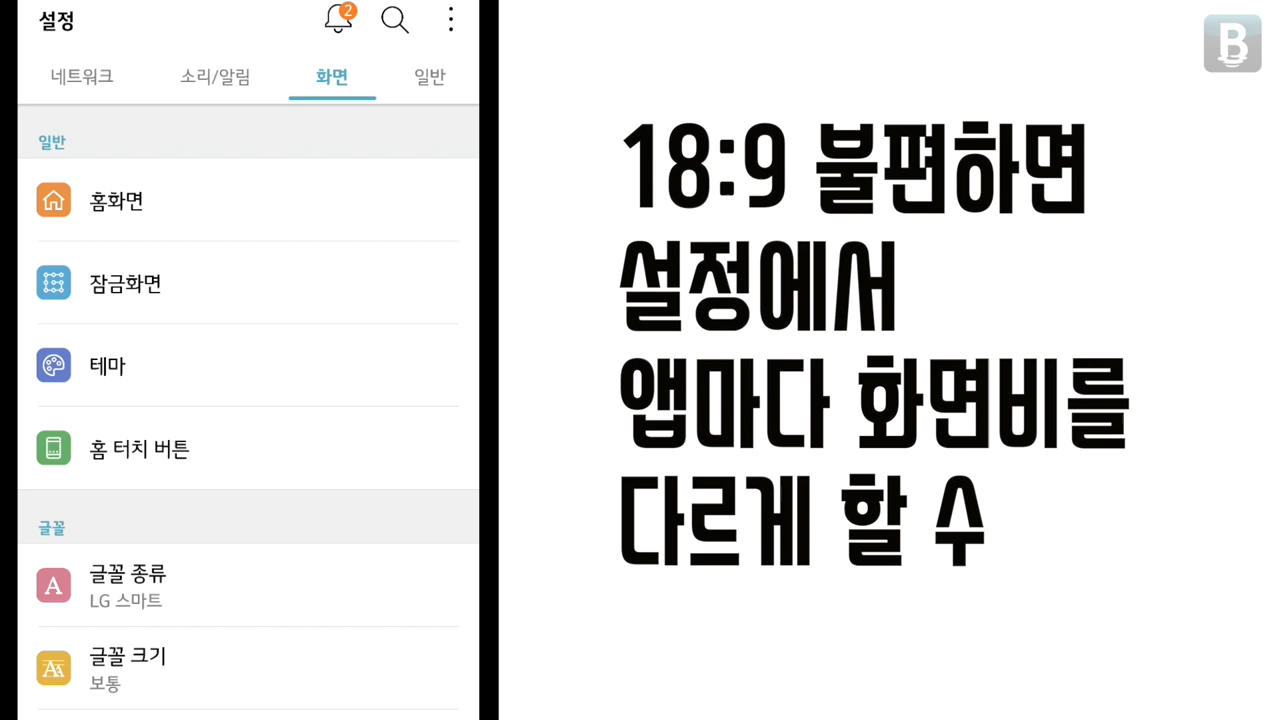 설정
2
네트워크 소리/알림 화면 일반
일반
홈화면
잠금화면
테마
홈 터치 버튼
글꼴
A
글꼴 종류
LG 스마트
AA
글꼴 크기
보통
B
18:9 불편하면
설정에서
앱마다 화면비를
다르게 할 수